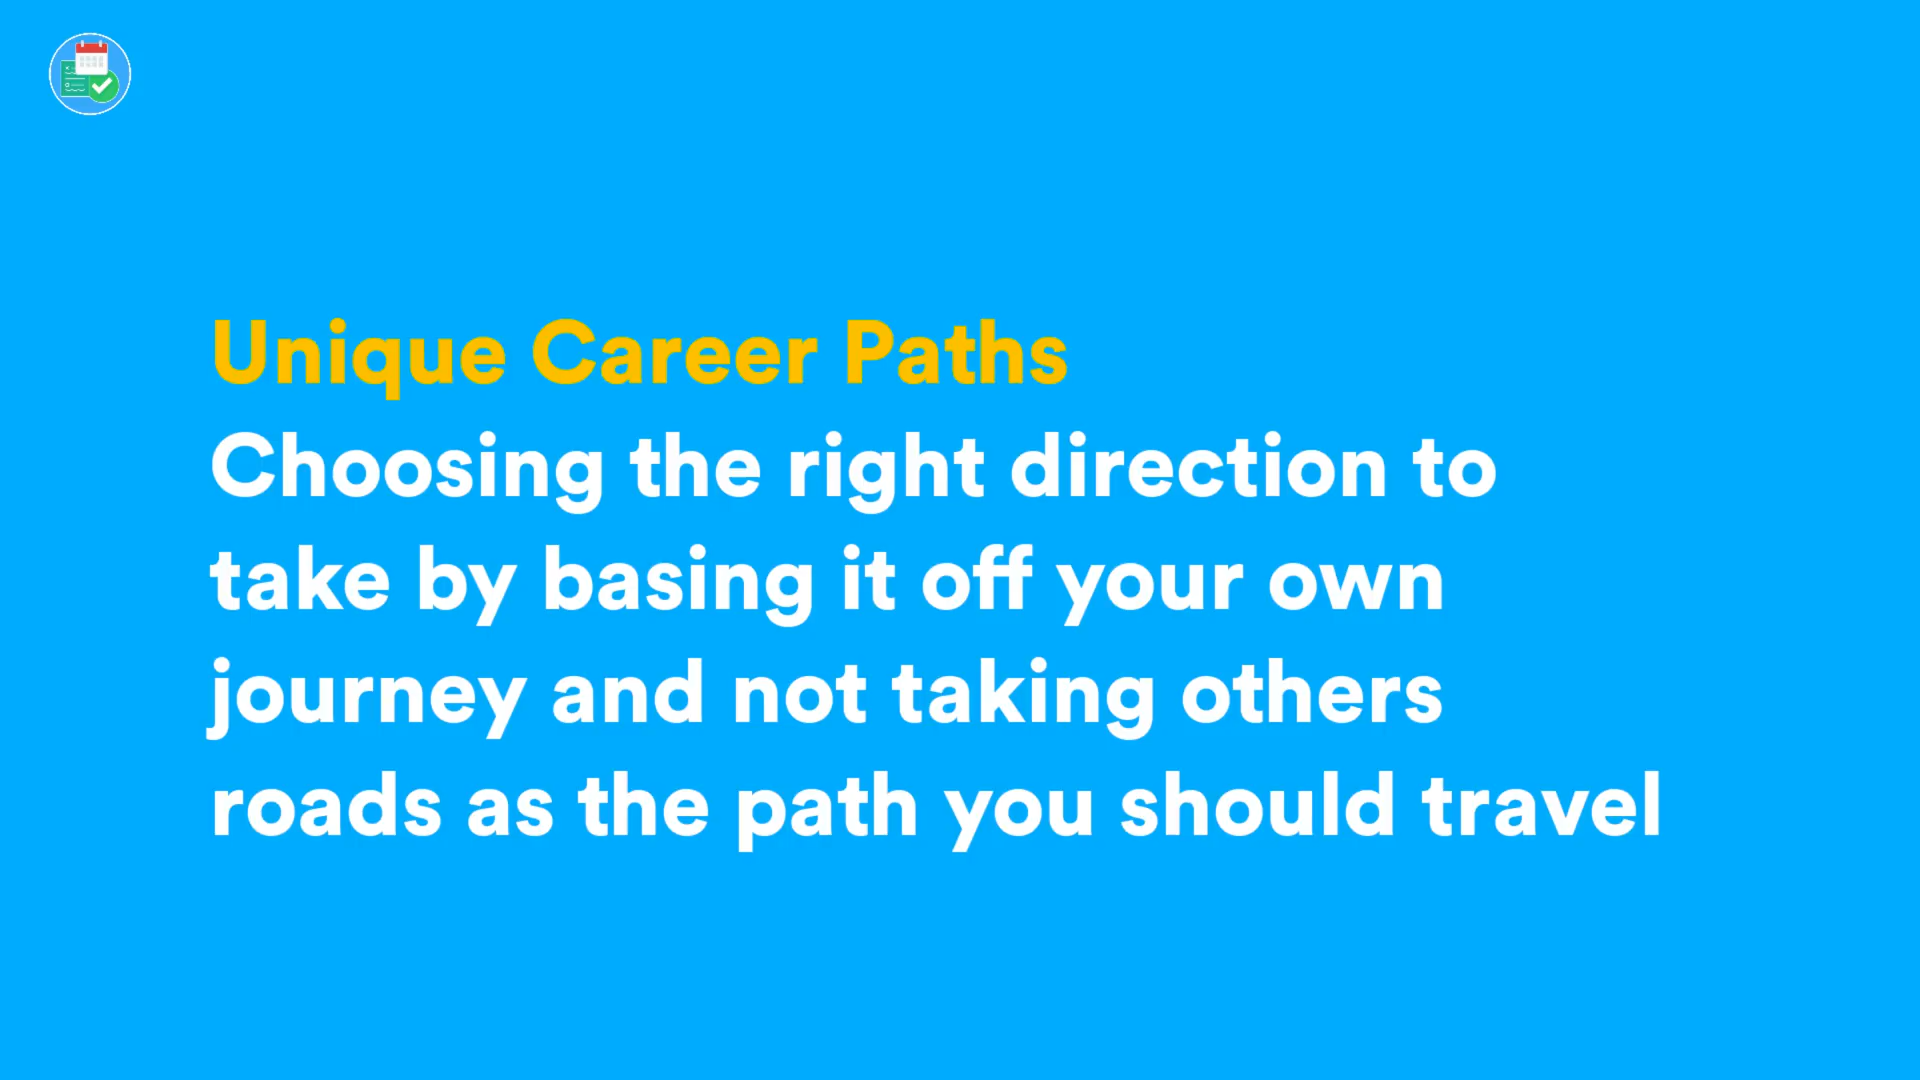 Unique Career Paths
Choosing the right direction to
take by basing it off your own
journey and not taking others
roads as the path you should travel